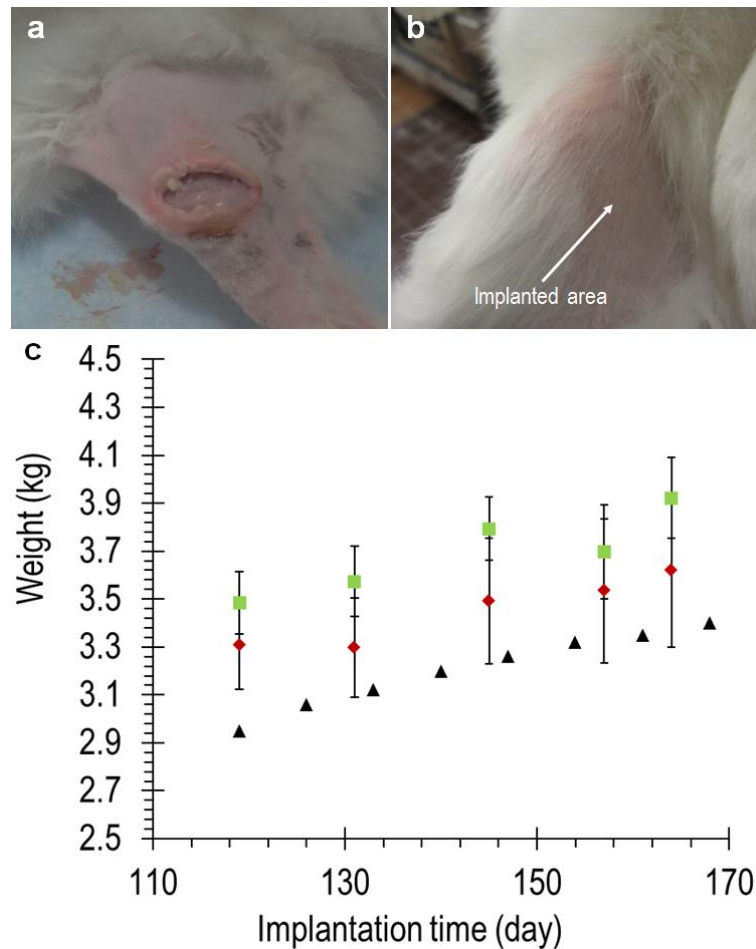 a
b
Implanted area
c
Weight (kg)
4.5
4.3
4.1
3.9
3.7
3.5
3.3
3.1
2.9
2.7
2.5
110 130 150 170
Implantation time (day)